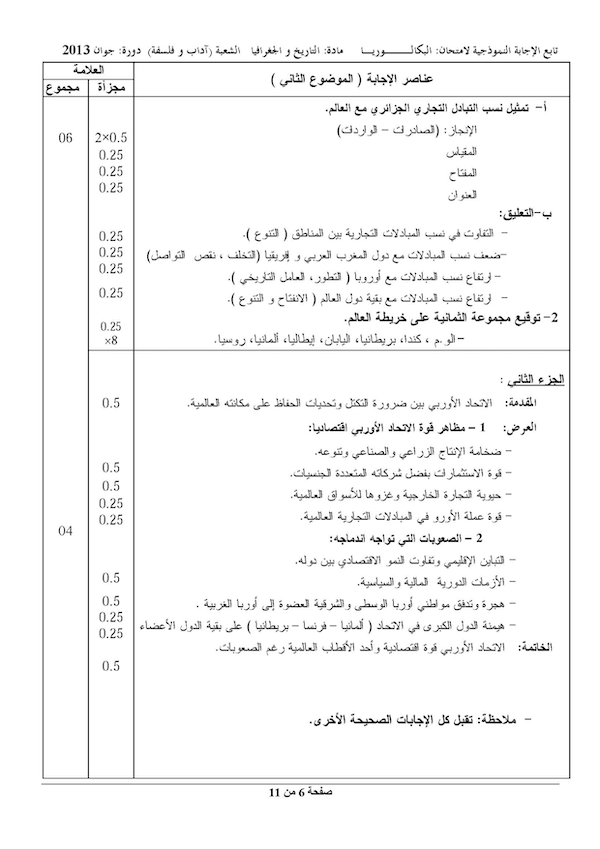 تابع الإجابة النموذجية لامتحان: البكالـــــوريـــا مادة: التاريخ و الجغرافيا الشعبة (آداب و فلسفة) دورة: جوان 2013
عناصر الإجابة ( الموضوع الثاني )
العلامة
مجزأة
مجموع
أ- تمثيل نسب التبادل التجاري الجزائري مع العالم.
الإنجاز: (الصادرات - الواردات) 2×0.5 06
المقياس 0.25
المفتاح 0.25
العنوان 0.25
ب-التعليق:
- التفاوت في نسب المبادلات التجارية بين المناطق ( التنوع ). 0.25
-ضعف نسب المبادلات مع دول المغرب العربي و إفريقيا (التخلف ، نقص التواصل) 0.25
- ارتفاع نسب المبادلات مع أوروبا ( التطور، العامل التاريخي ). 0.25
- ارتفاع نسب المبادلات مع بقية دول العالم ( الانفتاح و التنوع ). 0.25
2- توقيع مجموعة الثمانية على خريطة العالم. 0.25
-الو.م ، كندا، بريطانيا، اليابان، إيطاليا، ألمانيا، روسيا. ×8
الجزء الثاني :
المقدمة: الاتحاد الأوربي بين ضرورة التكتل وتحديات الحفاظ على مكانته العالمية. 0.5
العرض: 1 - مظاهر قوة الاتحاد الأوربي اقتصاديا:
- ضخامة الإنتاج الزراعي والصناعي وتنوعه. 0.5
- قوة الاستثمارات بفضل شركاته المتعددة الجنسيات. 0.5
- حيوية التجارة الخارجية وغزوها للأسواق العالمية. 0.25
- قوة عملة الأورو في المبادلات التجارية العالمية. 0.25
04
2 - الصعوبات التي تواجه اندماجه:
- التباين الإقليمي وتفاوت النمو الاقتصادي بين دوله. 0.5
- الأزمات الدورية المالية والسياسية. 0.5
- هجرة وتدفق مواطني أوربا الوسطى والشرقية العضوة إلى أوربا الغربية . 0.25
- هيمنة الدول الكبرى في الاتحاد ( ألمانيا - فرنسا - بريطانيا ) على بقية الدول الأعضاء 0.25
الخاتمة: الاتحاد الأوربي قوة اقتصادية وأحد الأقطاب العالمية رغم الصعوبات. 0.5
- ملاحظة: تقبل كل الإجابات الصحيحة الأخرى.
صفحة 6 من 11